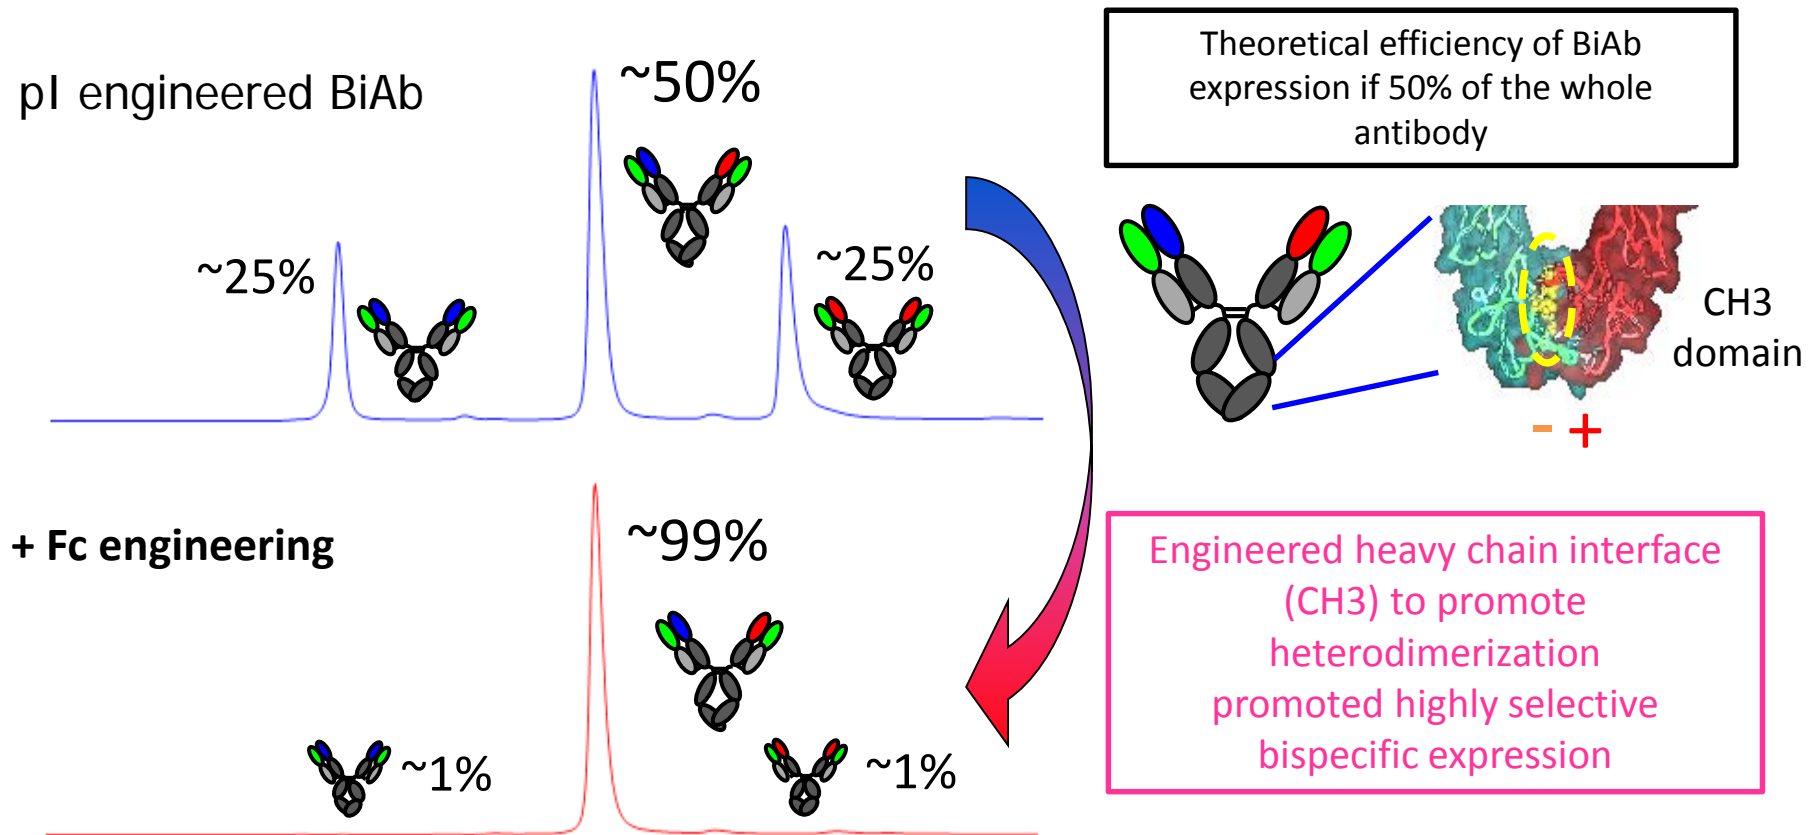 pI engineered BiAb
~50%
~25%
~25%
+ Fc engineering
~99%
~1%
~1%
Theoretical efficiency of BiAb
expression if 50% of the whole
antibody
CH3
domain
- +
Engineered heavy chain interface
(CH3) to promote
heterodimerization
promoted highly selective
bispecific expression